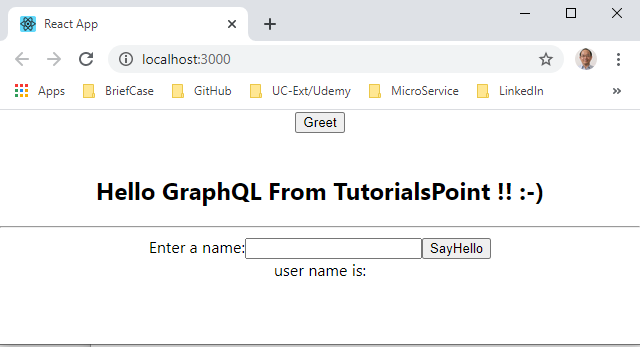 React App
localhost:3000
Apps BriefCase GitHub UC-Ext/Udemy MicroService LinkedIn »
Greet
Hello GraphQL From TutorialsPoint !! :-)
Enter a name: SayHello
user name is: